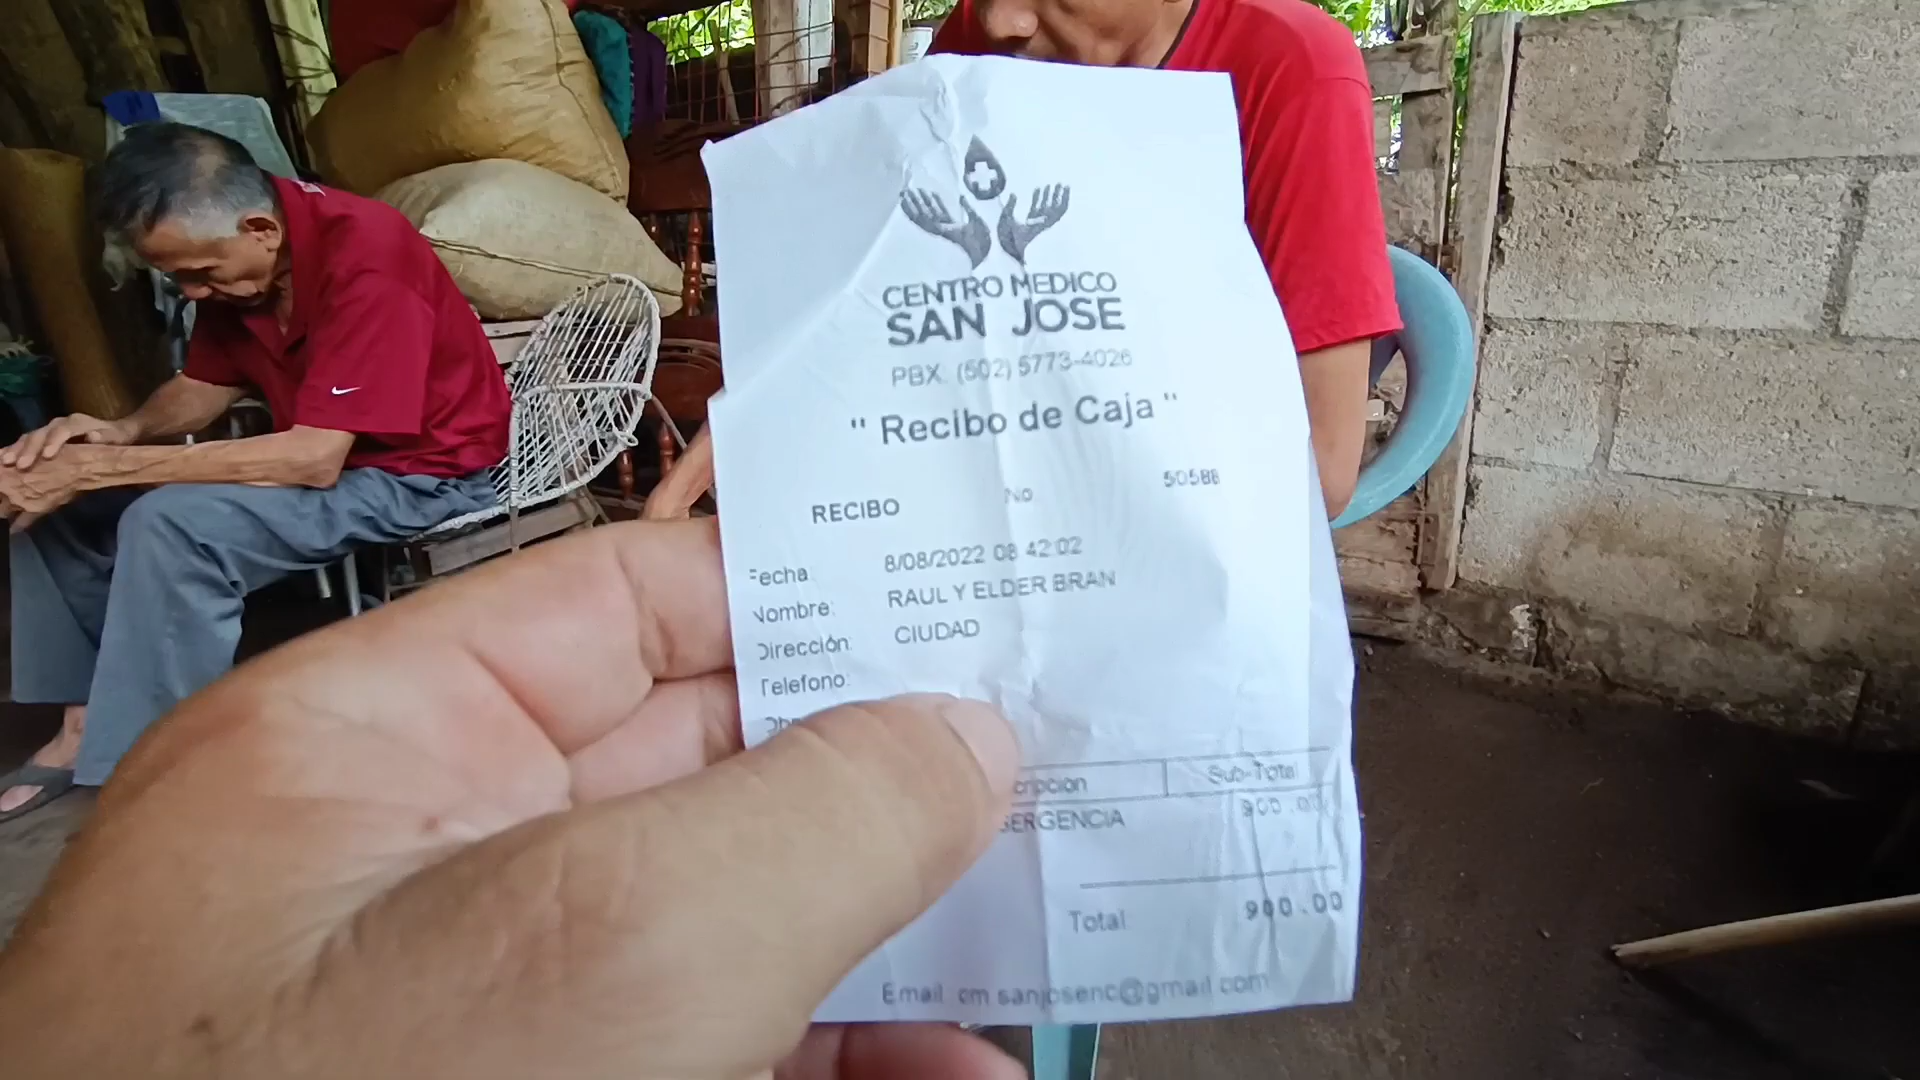 CENTRO MEDICO
SAN JOSE
PBX. (502) 5773-4026
" Recibo de Caja "
RECIBO No 50588
Fecha: 8/08/2022 08:42:02
Nombre: RAUL Y ELDER BRAN
Dirección: CIUDAD
Telefono:
cripción Sub-Total
ERGENCIA 900.00
Total: 900.00
Email: cm.sanjosenc@gmail.com